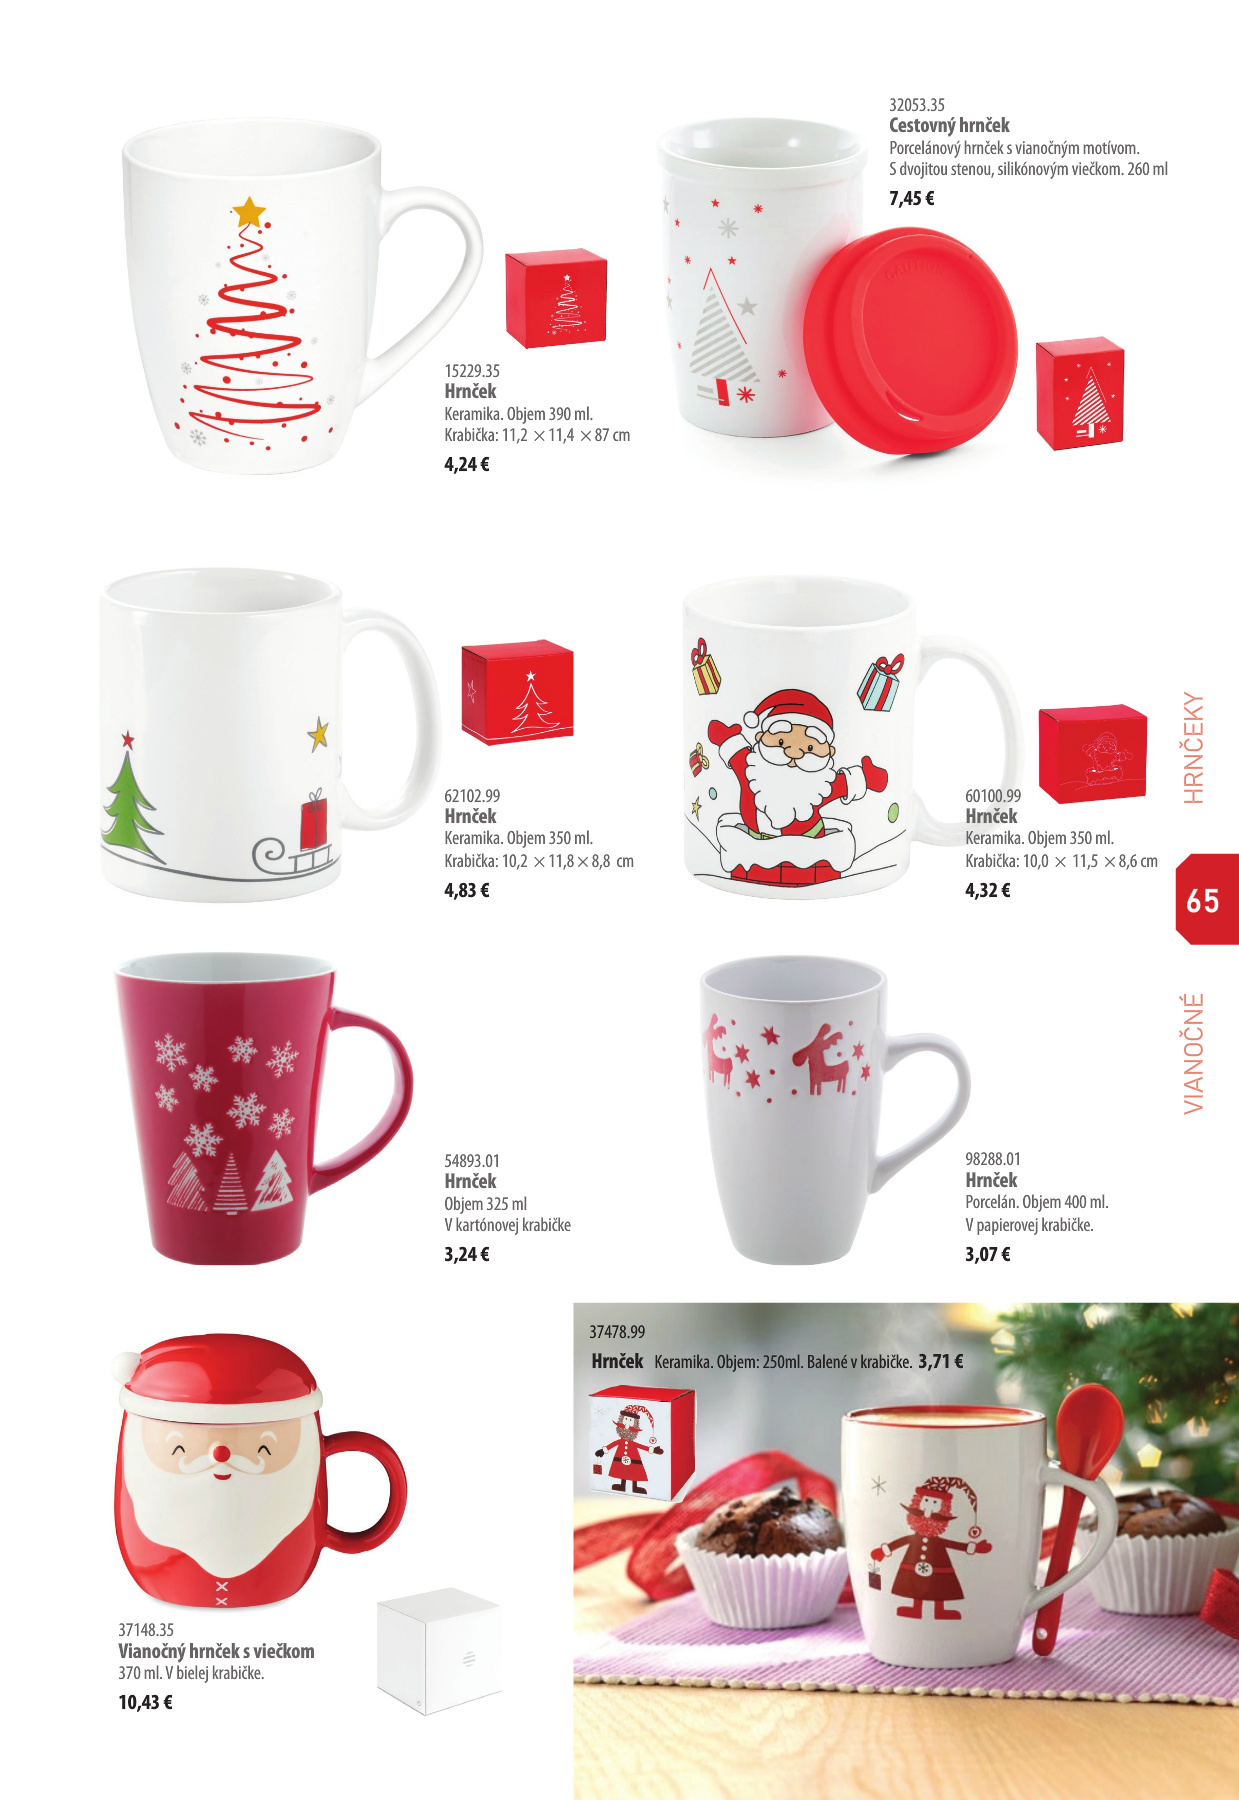 32053.35
Cestovný hrnček
Porcelánový hrnček s vianočným motívom.
S dvojitou stenou, silikónovým viečkom. 260 ml
7,45 €
15229.35
Hrnček
Keramika. Objem 390 ml.
Krabička: 11,2 × 11,4 × 87 cm
4,24 €
62102.99
Hrnček
Keramika. Objem 350 ml.
Krabička: 10,2 × 11,8 × 8,8 cm
4,83 €
60100.99
Hrnček
Keramika. Objem 350 ml.
Krabička: 10,0 × 11,5 × 8,6 cm
4,32 €
HRNČEKY
65
VIANOČNÉ
54893.01
Hrnček
Objem 325 ml
V kartónovej krabičke
3,24 €
98288.01
Hrnček
Porcelán. Objem 400 ml.
V papierovej krabičke.
3,07 €
37478.99
Hrnček Keramika. Objem: 250ml. Balené v krabičke. 3,71 €
37148.35
Vianočný hrnček s viečkom
370 ml. V bielej krabičke.
10,43 €